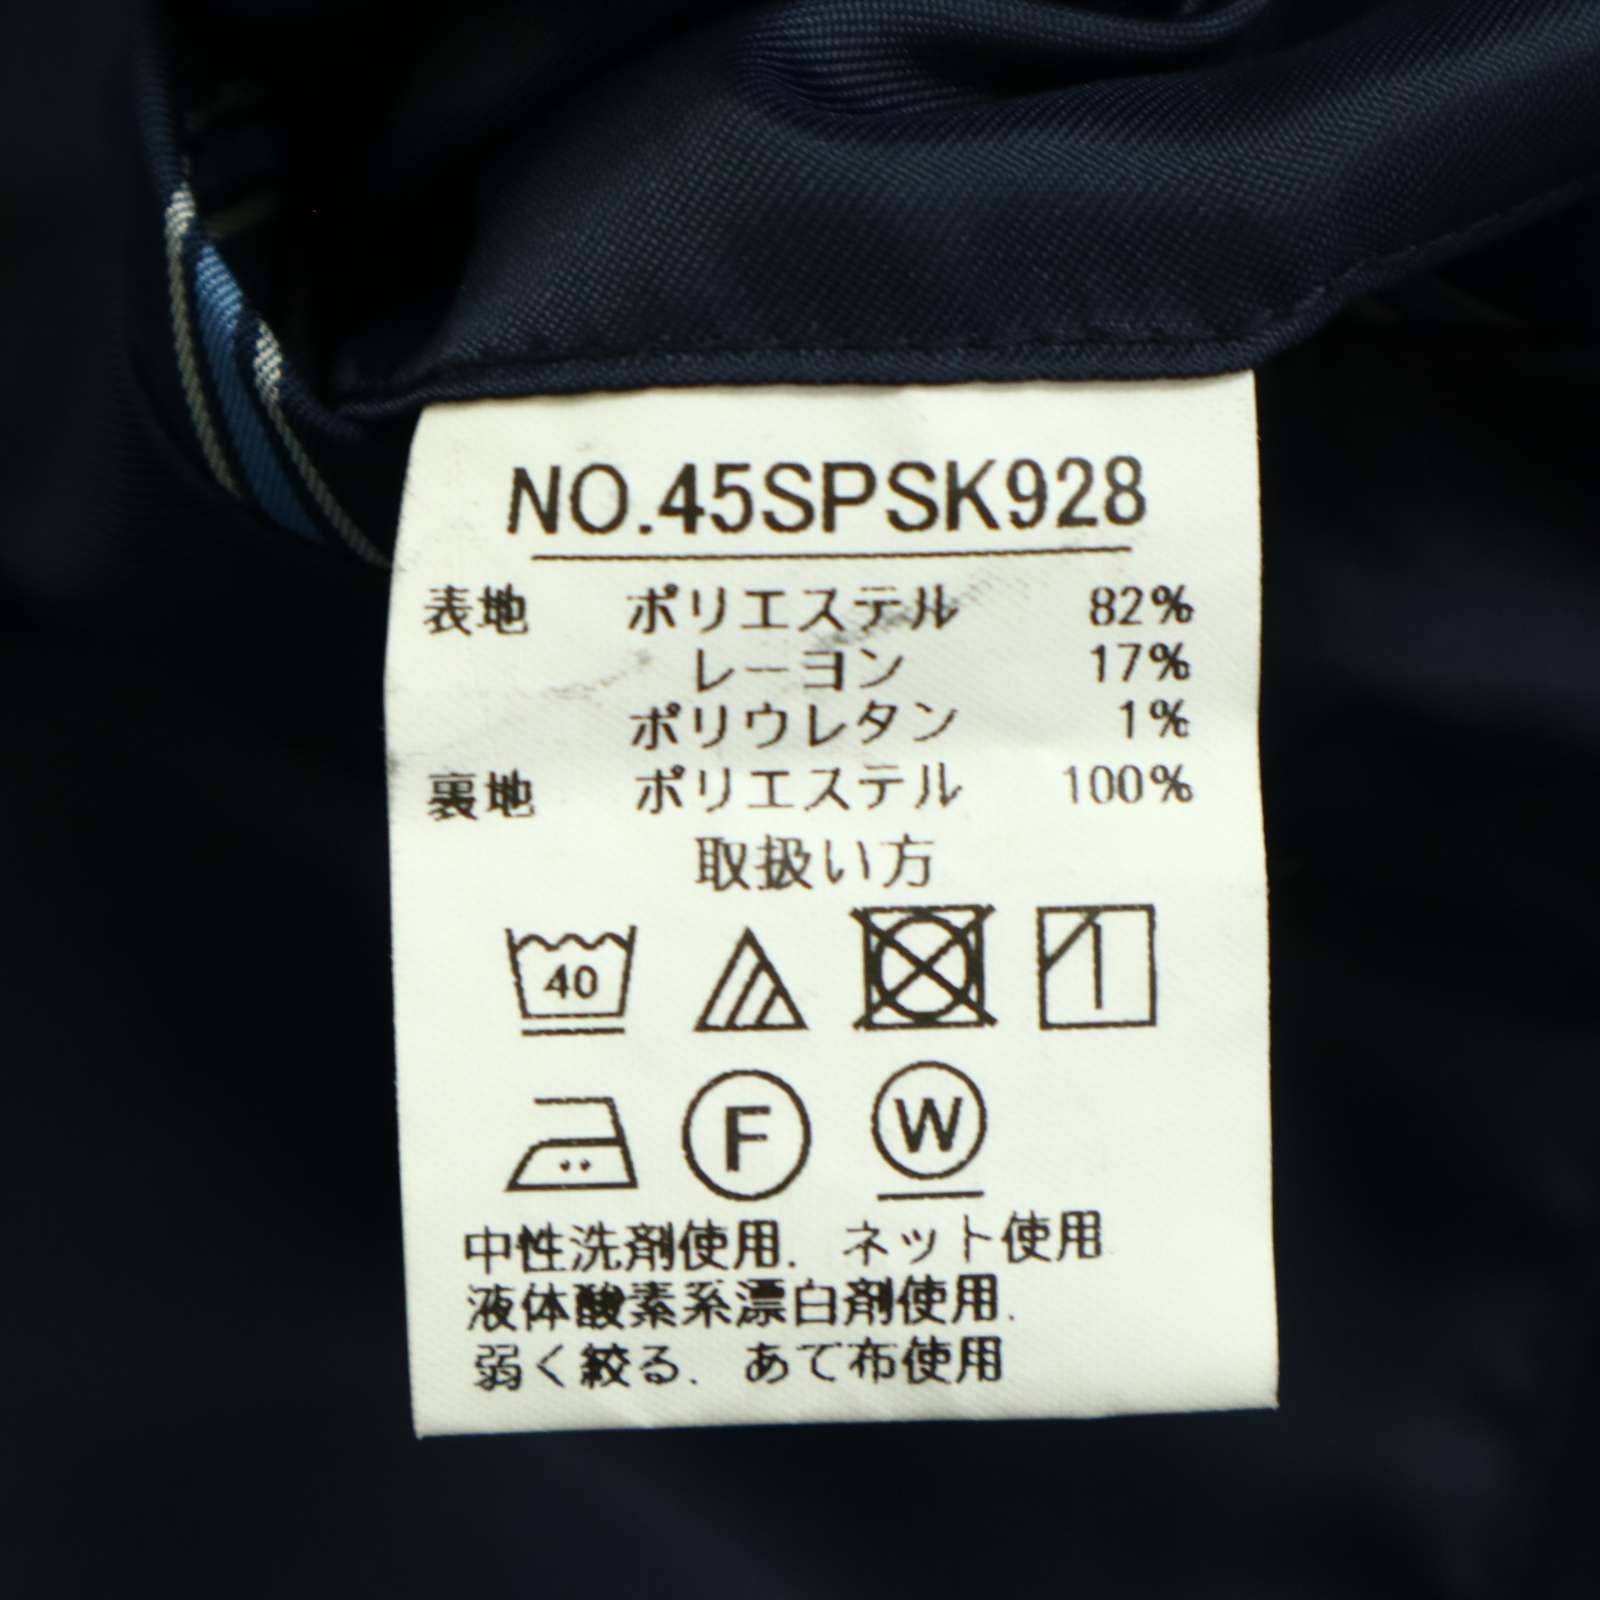 NO.45SPSK928
表地 ポリエステル 82%
レーヨン 17%
ポリウレタン 1%
裏地 ポリエステル 100%
取扱い方
40
F W
中性洗剤使用. ネット使用
液体酸素系漂白剤使用.
弱く絞る. あて布使用